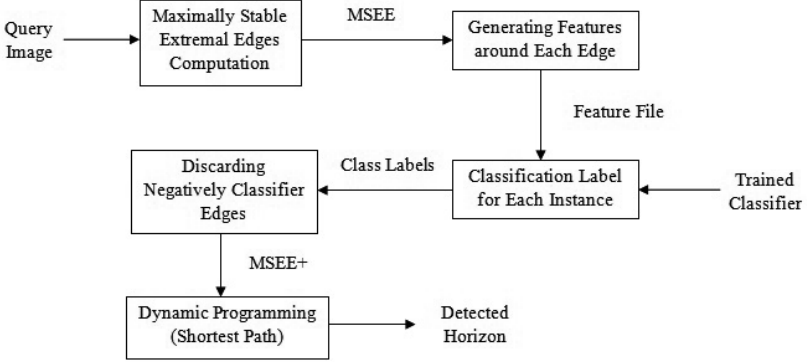 Query
Image
Maximally Stable
Extremal Edges
Computation
MSEE
Generating Features
around Each Edge
Feature File
Classification Label
for Each Instance
Trained
Classifier
Class Labels
Discarding
Negatively Classifier
Edges
MSEE+
Dynamic Programming
(Shortest Path)
Detected
Horizon